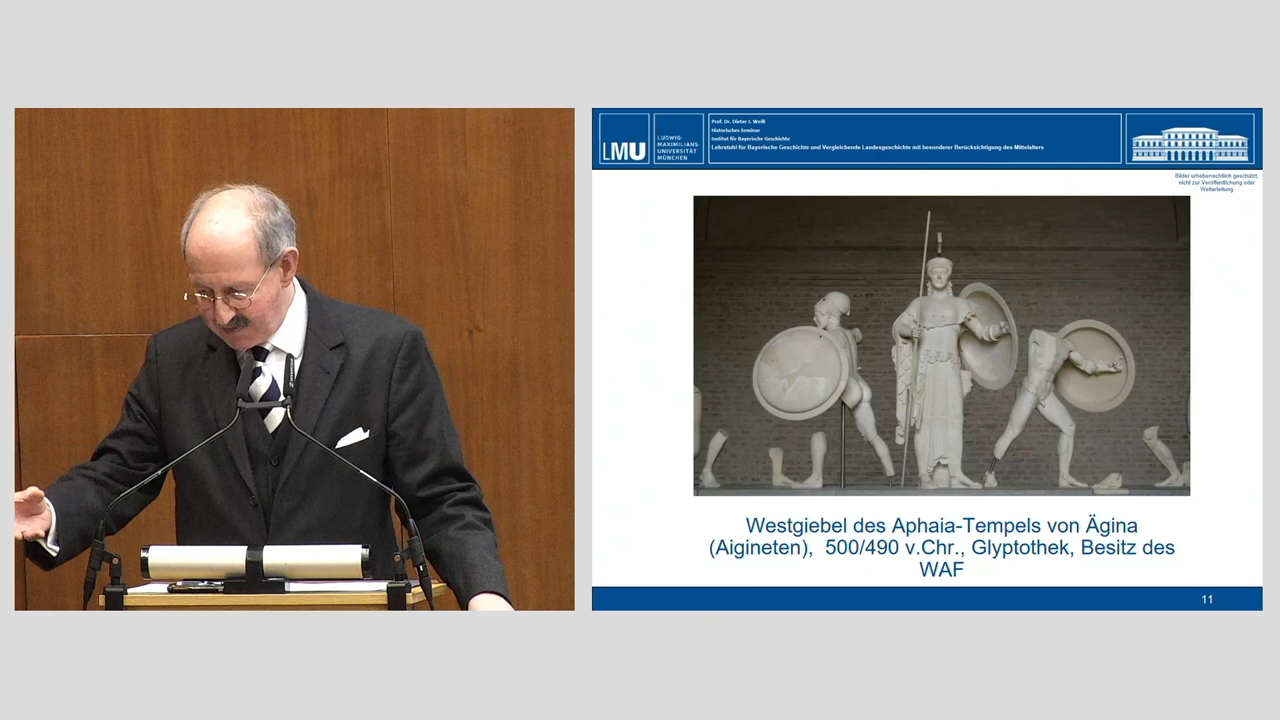 LMU
LUDWIG-
MAXIMILIANS-
UNIVERSITÄT
MÜNCHEN
Prof. Dr. Dieter J. Weiß
Historisches Seminar
Institut für Bayerische Geschichte
Lehrstuhl für Bayerische Geschichte und Vergleichende Landesgeschichte mit besonderer Berücksichtigung des Mittelalters
Bilder urheberrechtlich geschützt,
nicht zur Veröffentlichung oder
Weiterleitung
Westgiebel des Aphaia-Tempels von Ägina
(Aigineten), 500/490 v.Chr., Glyptothek, Besitz des
WAF
11